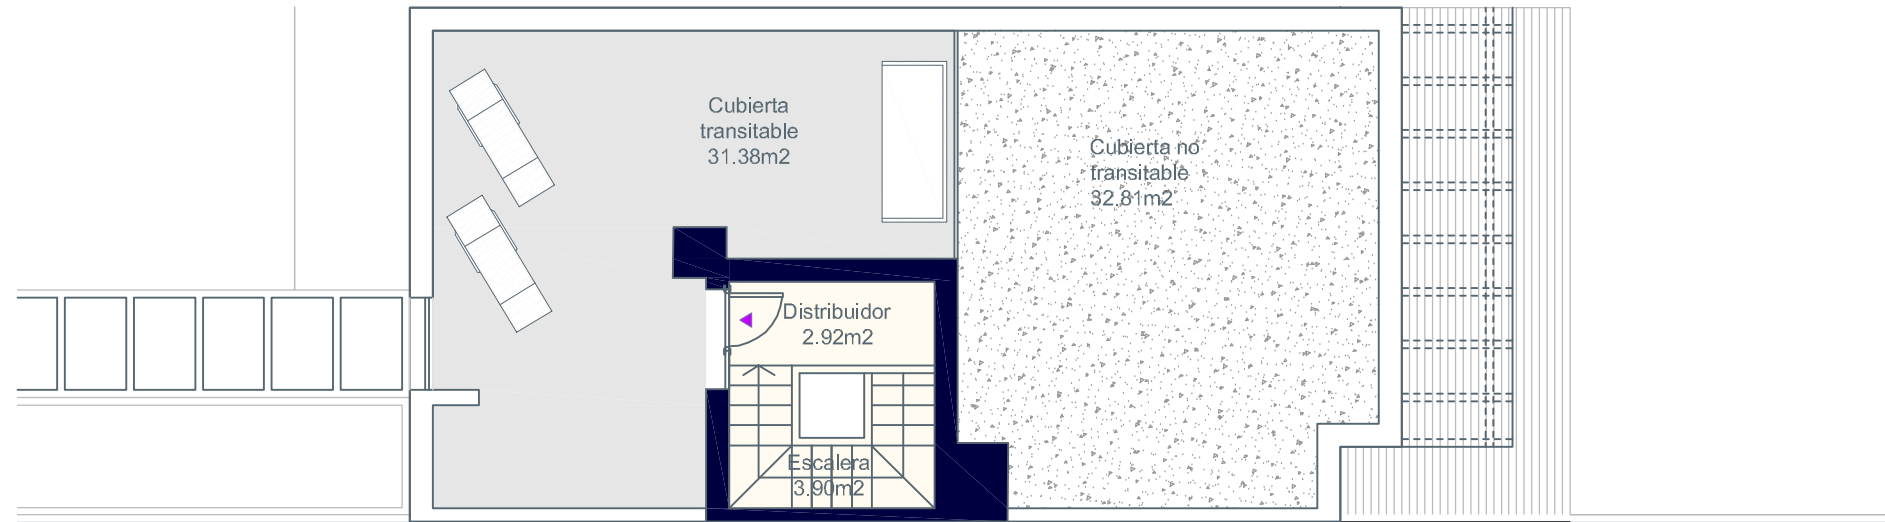 Cubierta
transitable
31.38m2
Cubierta no
transitable
32.81m2
Distribuidor
2.92m2
Escalera
3.90m2